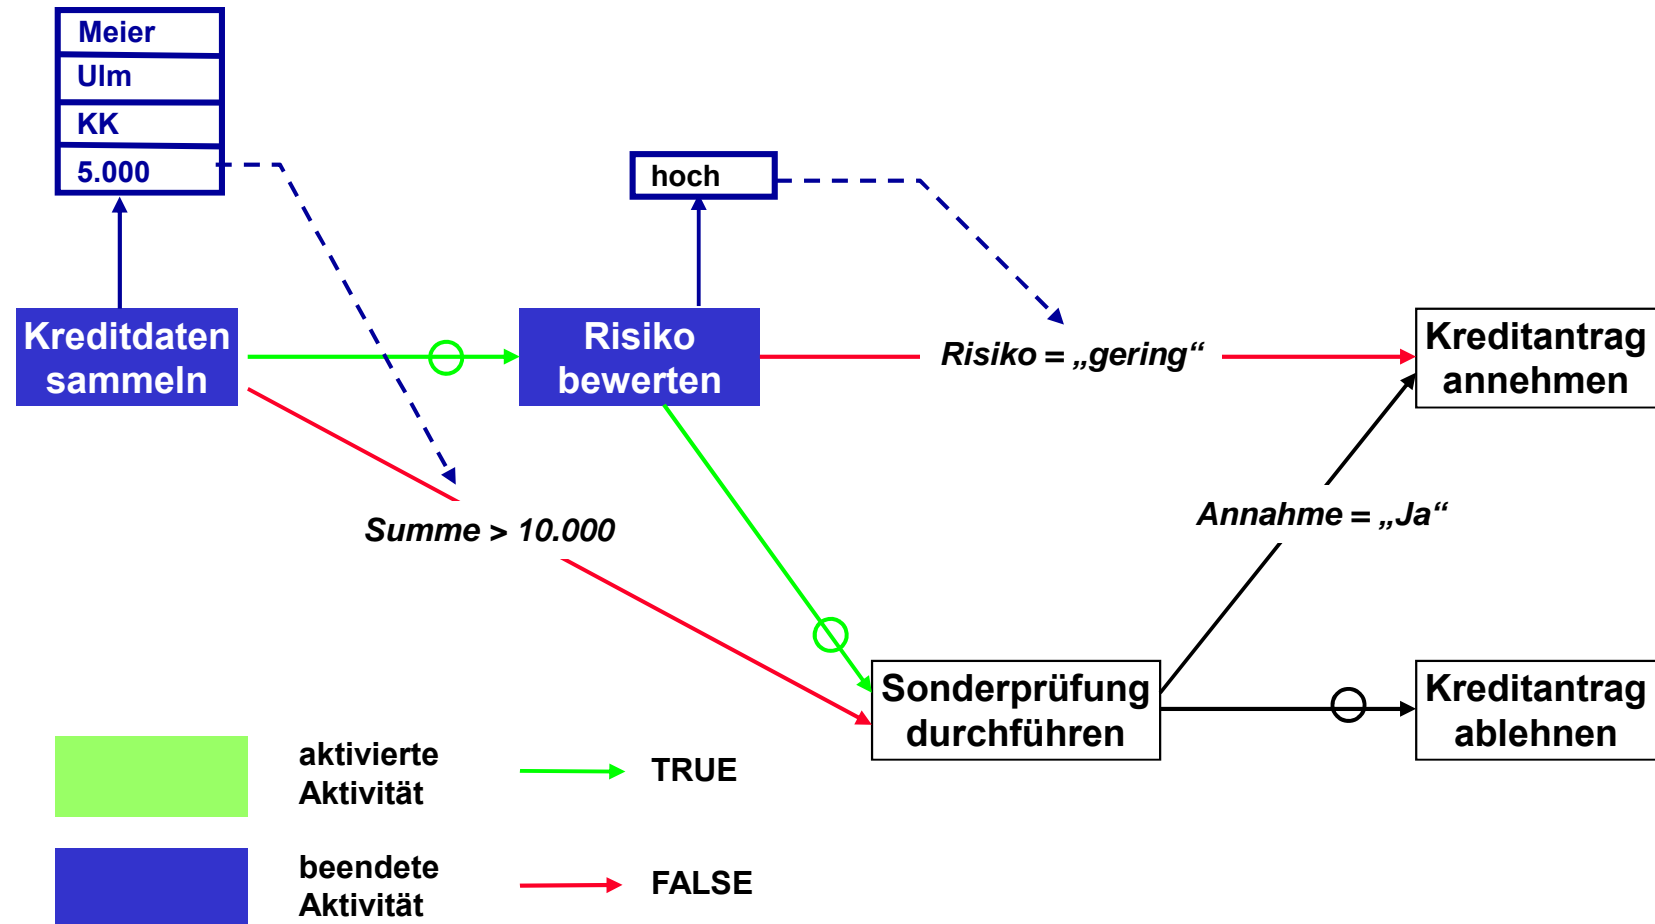 Meier
Ulm
KK
5.000
hoch
Kreditdaten
sammeln
Risiko
bewerten
Risiko = „gering“
Kreditantrag
annehmen
Summe > 10.000
Annahme = „Ja“
Sonderprüfung
durchführen
Kreditantrag
ablehnen
aktivierte
Aktivität
TRUE
beendete
Aktivität
FALSE